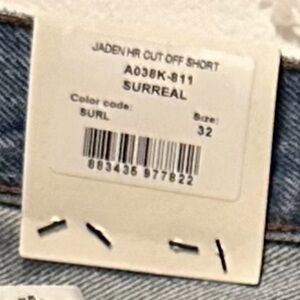 JADEN HR CUT OFF SHORT
A038K-811
SURREAL
Color code: Size:
SURL 32
883435 977822